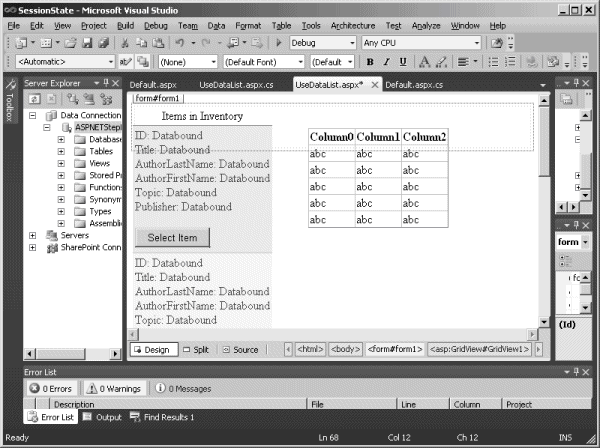 SessionState - Microsoft Visual Studio
File Edit View Project Build Debug Team Data Format Table Tools Architecture Test Analyze Window Help
Debug Any CPU
<Automatic> (None) (Default Font) (Default B I U A
Toolbox
Server Explorer
Data Connection
ASPNETStepl
Database
Tables
Views
Stored P
Function:
Synonym
Types
Assemblie
Servers
SharePoint Conn
Default.aspx UseDataList.aspx.cs UseDataList.aspx* Default.aspx.cs
form#form1
Items in Inventory
ID: Databound
Title: Databound
AuthorLastName: Databound
AuthorFirstName: Databound
Topic: Databound
Publisher: Databound
Select Item
ID: Databound
Title: Databound
AuthorLastName: Databound
AuthorFirstName: Databound
Topic: Databound
Column0 Column1 Column2
abc abc abc
abc abc abc
abc abc abc
abc abc abc
abc abc abc
Design Split Source <html> <body> <form#form1> <asp:GridView#GridView1>
form
(Id)
Error List
0 Errors 0 Warnings 0 Messages
Description File Line Column Project
Error List Output Find Results 1
Ready Ln 68 Col 12 Ch 12 INS